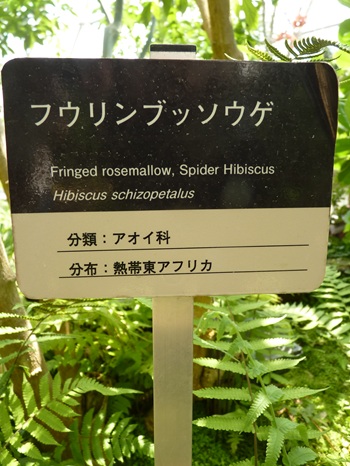 フウリンブッソウゲ
Fringed rosemallow, Spider Hibiscus
Hibiscus schizopetalus
分類：アオイ科
分布：熱帯東アフリカ